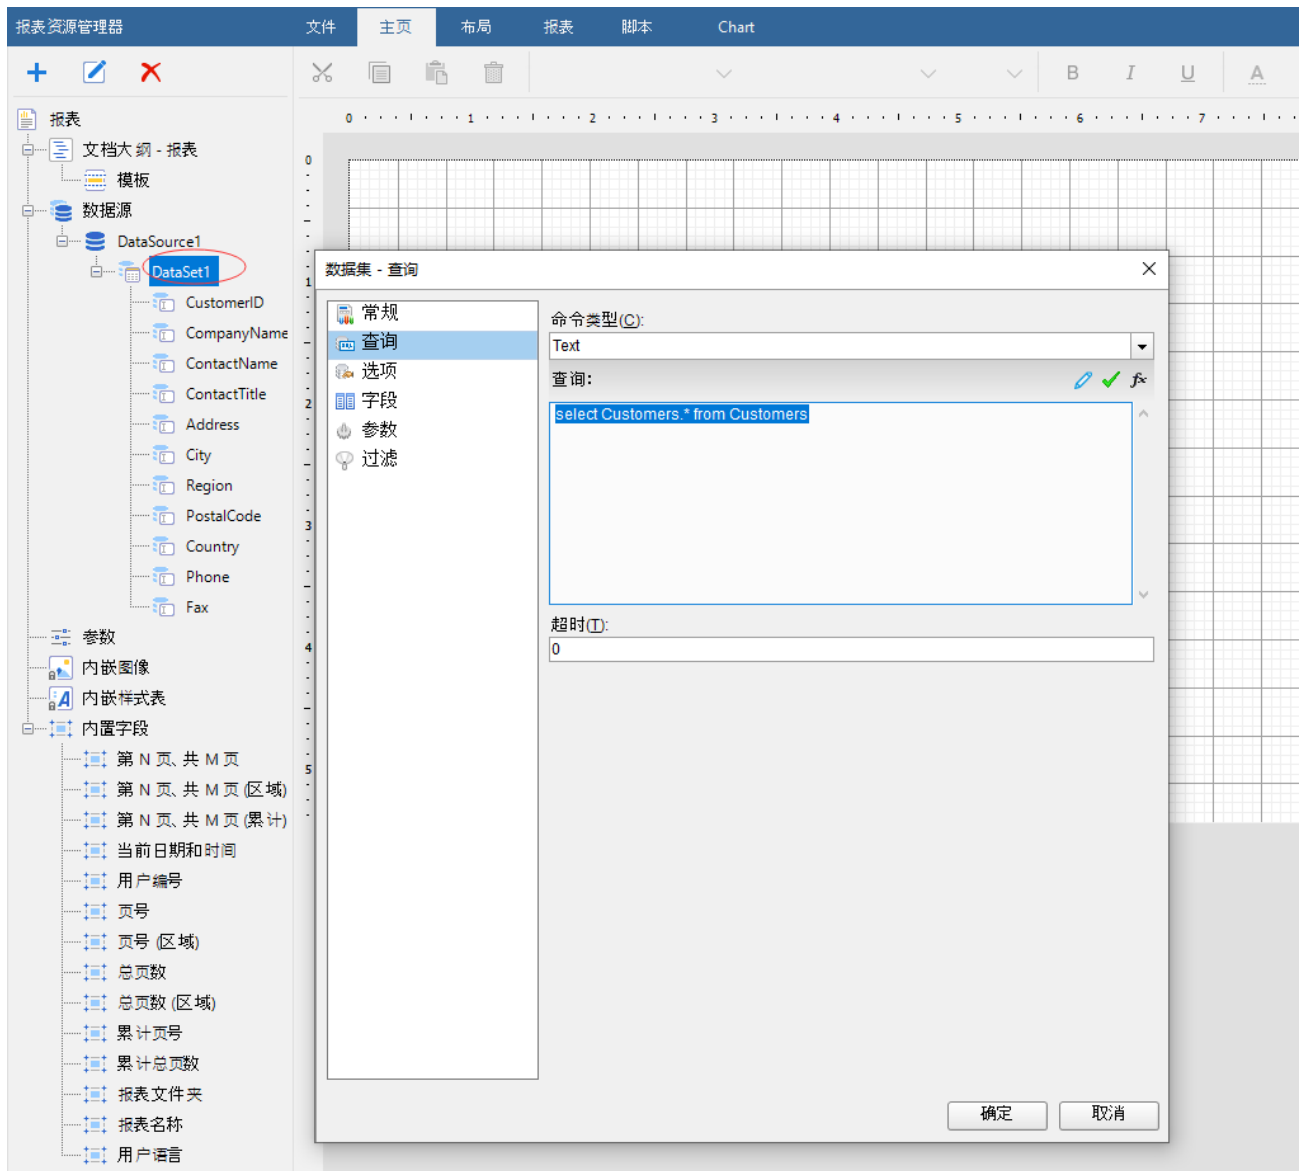 报表资源管理器
文件 主页 布局 报表 脚本 Chart
B I U A
报表
文档大纲 - 报表
模板
数据源
DataSource1
DataSet1
CustomerID
CompanyName
ContactName
ContactTitle
Address
City
Region
PostalCode
Country
Phone
Fax
参数
内嵌图像
内嵌样式表
内置字段
第 N 页、共 M 页
第 N 页、共 M 页 (区域)
第 N 页、共 M 页 (累计)
当前日期和时间
用户编号
页号
页号 (区域)
总页数
总页数 (区域)
累计页号
累计总页数
报表文件夹
报表名称
用户语言
0 1 2 3 4 5 6 7
0
1
2
3
4
5
数据集 - 查询
常规
查询
选项
字段
参数
过滤
命令类型(C):
Text
查询:
fx
select Customers.* from Customers
超时(T):
0
确定 取消